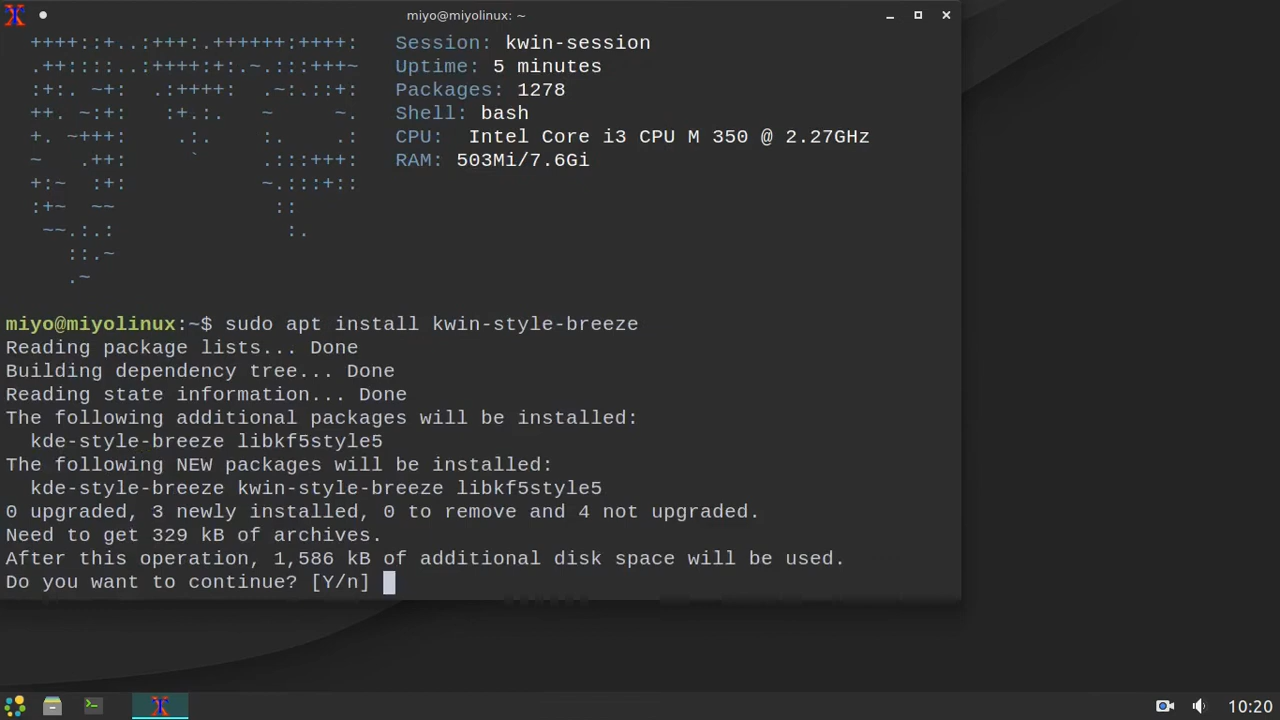 miyo@miyolinux: ~
++++::+..:+++:.++++++:++++: Session: kwin-session
.++::::..:++++:+:.~.:::+++~ Uptime: 5 minutes
:+:. ~+: .:++++: .~:.::+: Packages: 1278
++. ~:+: :+.:. ~ ~. Shell: bash
+. ~+++: .:. :. .: CPU: Intel Core i3 CPU M 350 @ 2.27GHz
~ .++: ` .:::+++: RAM: 503Mi/7.6Gi
+:~ :+: ~.:::+::
:+~ ~~ ::
~~.:.: :.
::.~
.~
miyo@miyolinux:~$ sudo apt install kwin-style-breeze
Reading package lists... Done
Building dependency tree... Done
Reading state information... Done
The following additional packages will be installed:
kde-style-breeze libkf5style5
The following NEW packages will be installed:
kde-style-breeze kwin-style-breeze libkf5style5
0 upgraded, 3 newly installed, 0 to remove and 4 not upgraded.
Need to get 329 kB of archives.
After this operation, 1,586 kB of additional disk space will be used.
Do you want to continue? [Y/n]
10:20